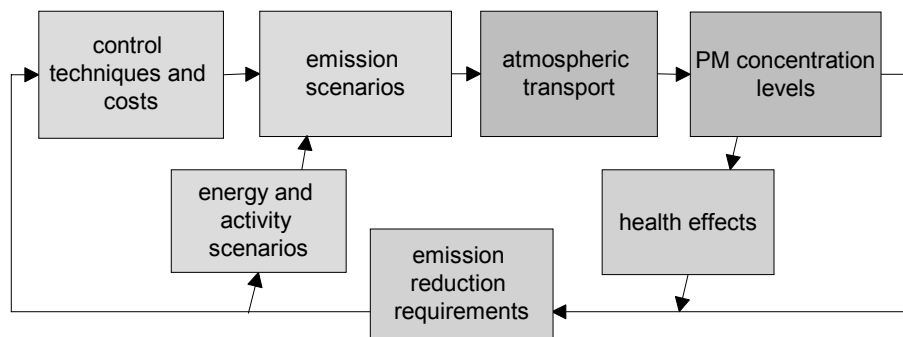 control
techniques and
costs
emission
scenarios
atmospheric
transport
PM concentration
levels
energy and
activity
scenarios
health effects
emission
reduction
requirements